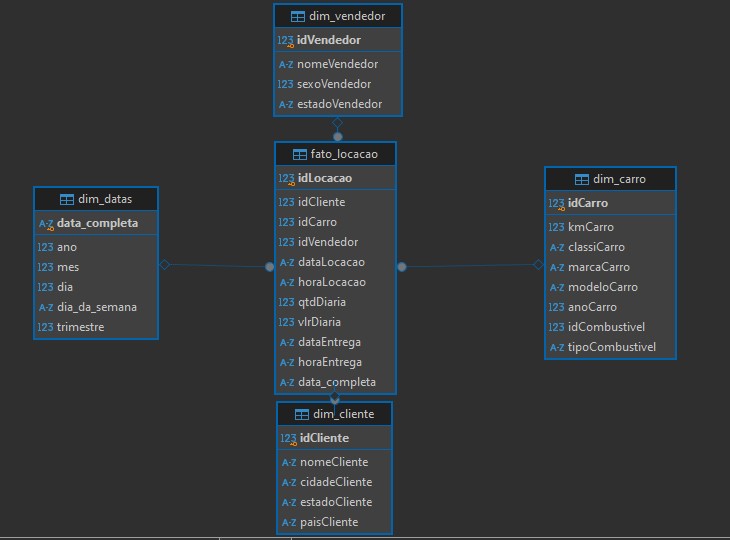 dim_vendedor
123 idVendedor
A-Z nomeVendedor
123 sexoVendedor
A-Z estadoVendedor
fato_locacao
123 idLocacao
123 idCliente
123 idCarro
123 idVendedor
A-Z dataLocacao
A-Z horaLocacao
123 qtdDiaria
123 vlrDiaria
A-Z dataEntrega
A-Z horaEntrega
A-Z data_completa
dim_datas
A-Z data_completa
123 ano
123 mes
123 dia
A-Z dia_da_semana
123 trimestre
dim_carro
123 idCarro
123 kmCarro
A-Z classiCarro
A-Z marcaCarro
A-Z modeloCarro
123 anoCarro
123 idCombustivel
A-Z tipoCombustivel
dim_cliente
123 idCliente
A-Z nomeCliente
A-Z cidadeCliente
A-Z estadoCliente
A-Z paisCliente